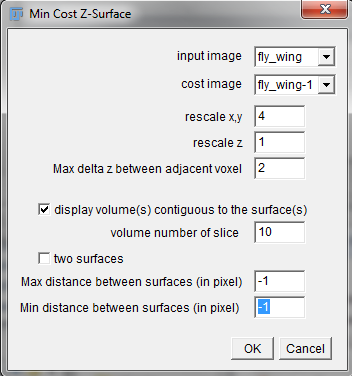 Min Cost Z-Surface
input image fly_wing
cost image fly_wing-1
rescale x,y 4
rescale z 1
Max delta z between adjacent voxel 2
display volume(s) contiguous to the surface(s)
volume number of slice 10
two surfaces
Max distance between surfaces (in pixel) -1
Min distance between surfaces (in pixel) -1
OK Cancel